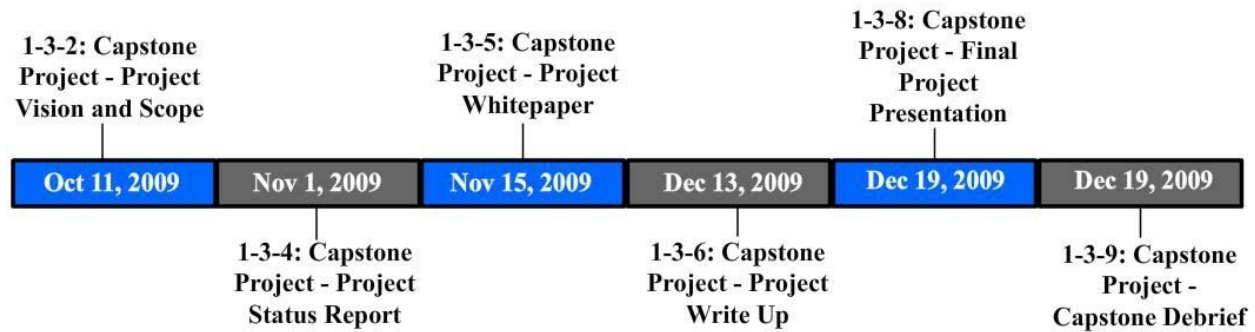 1-3-2: Capstone
Project - Project
Vision and Scope
1-3-5: Capstone
Project - Project
Whitepaper
1-3-8: Capstone
Project - Final
Project
Presentation
Oct 11, 2009
Nov 1, 2009
Nov 15, 2009
Dec 13, 2009
Dec 19, 2009
Dec 19, 2009
1-3-4: Capstone
Project - Project
Status Report
1-3-6: Capstone
Project - Project
Write Up
1-3-9: Capstone
Project -
Capstone Debrief